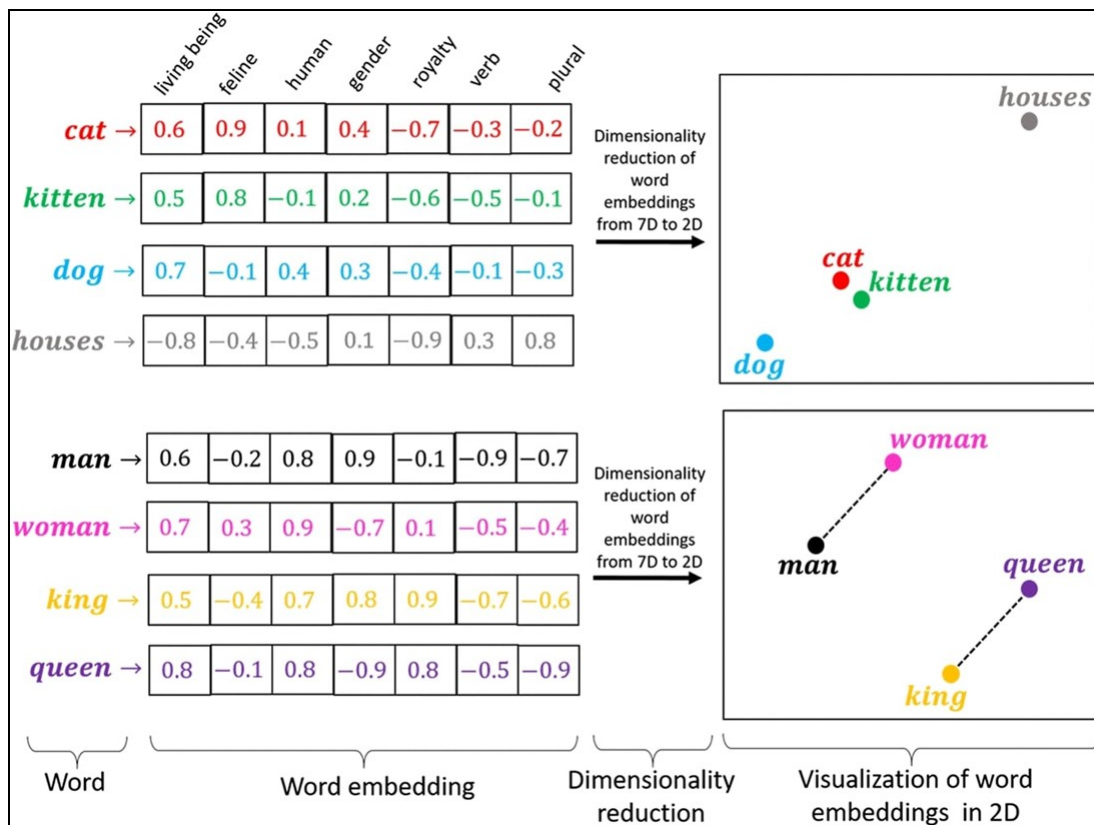 living being feline human gender royalty verb plural
cat → 0.6 0.9 0.1 0.4 −0.7 −0.3 −0.2
kitten → 0.5 0.8 −0.1 0.2 −0.6 −0.5 −0.1
dog → 0.7 −0.1 0.4 0.3 −0.4 −0.1 −0.3
houses → −0.8 −0.4 −0.5 0.1 −0.9 0.3 0.8
Dimensionality
reduction of
word
embeddings
from 7D to 2D
houses
cat
kitten
dog
man → 0.6 −0.2 0.8 0.9 −0.1 −0.9 −0.7
woman → 0.7 0.3 0.9 −0.7 0.1 −0.5 −0.4
king → 0.5 −0.4 0.7 0.8 0.9 −0.7 −0.6
queen → 0.8 −0.1 0.8 −0.9 0.8 −0.5 −0.9
Dimensionality
reduction of
word
embeddings
from 7D to 2D
woman
man
queen
king
Word
Word embedding
Dimensionality
reduction
Visualization of word
embeddings in 2D